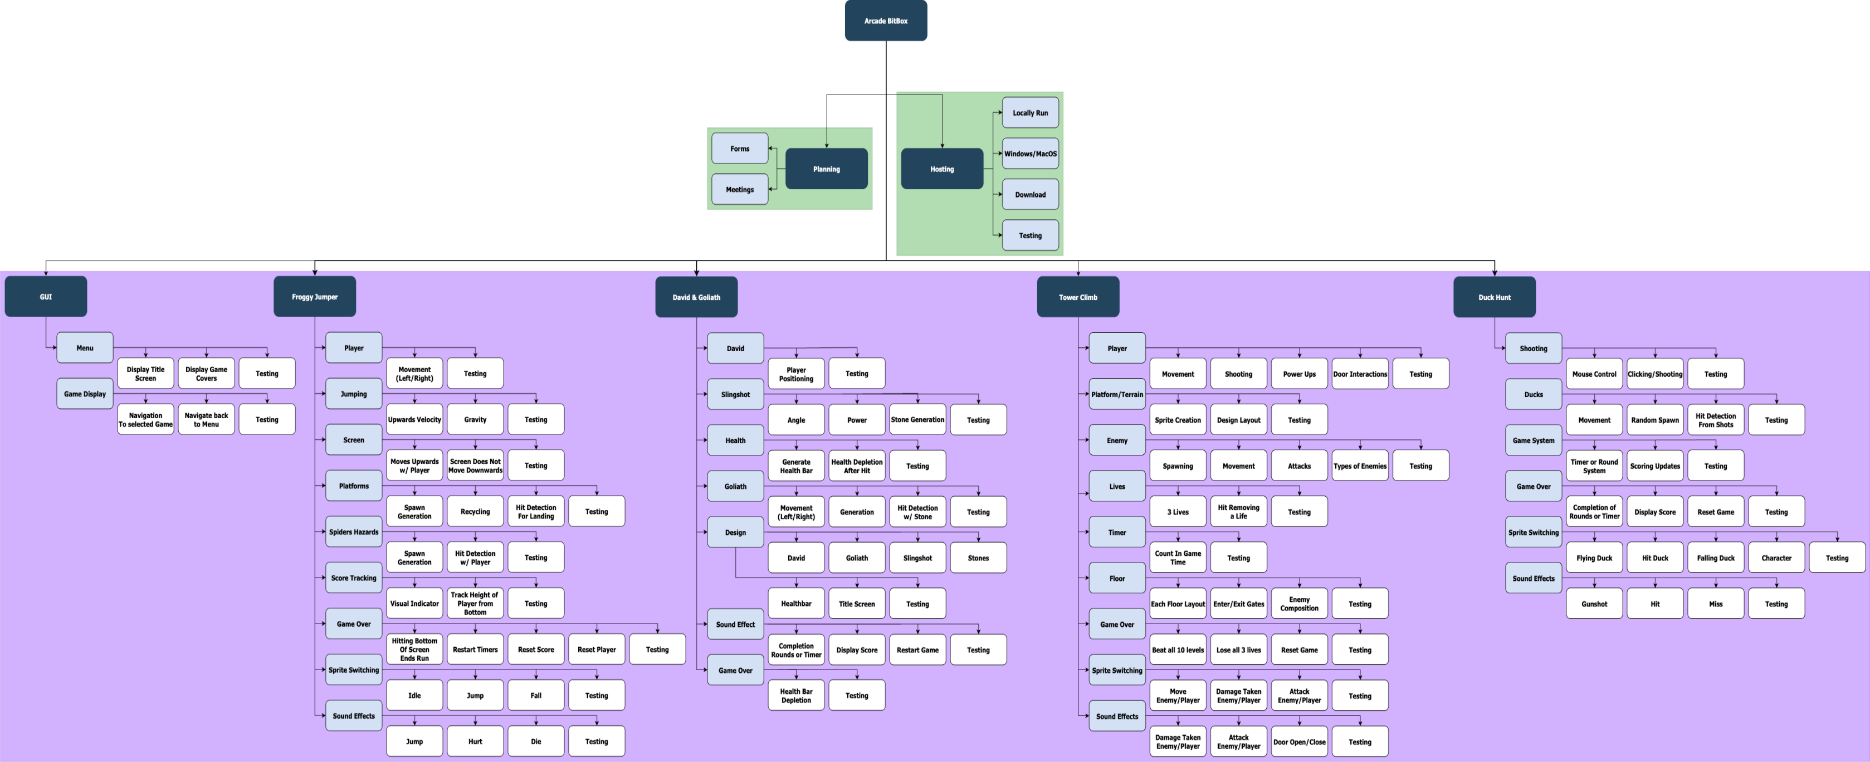 Arcade BitBox
Locally Run
Forms
Windows/MacOS
Planning
Hosting
Meetings
Download
Testing
GUI
Menu
Display Title
Screen
Display Game
Covers
Testing
Game Display
Navigation
To selected Game
Navigate back
to Menu
Testing
Froggy Jumper
Player
Movement
(Left/Right)
Testing
Jumping
Upwards Velocity
Gravity
Testing
Screen
Moves Upwards
w/ Player
Screen Does Not
Move Downwards
Testing
Platforms
Spawn
Generation
Recycling
Hit Detection
For Landing
Testing
Spiders Hazards
Spawn
Generation
Hit Detection
w/ Player
Testing
Score Tracking
Visual Indicator
Track Height of
Player from
Bottom
Testing
Game Over
Hitting Bottom
Of Screen
Ends Run
Restart Timers
Reset Score
Reset Player
Testing
Sprite Switching
Idle
Jump
Fall
Testing
Sound Effects
Jump
Hurt
Die
Testing
David & Goliath
David
Player
Positioning
Testing
Slingshot
Angle
Power
Stone Generation
Testing
Health
Generate
Health Bar
Health Depletion
After Hit
Testing
Goliath
Movement
(Left/Right)
Generation
Hit Detection
w/ Stone
Testing
Design
David
Goliath
Slingshot
Stones
Healthbar
Title Screen
Testing
Sound Effect
Completion
Rounds or Timer
Display Score
Restart Game
Testing
Game Over
Health Bar
Depletion
Testing
Tower Climb
Player
Movement
Shooting
Power Ups
Door Interactions
Testing
Platform/Terrain
Sprite Creation
Design Layout
Testing
Enemy
Spawning
Movement
Attacks
Types of Enemies
Testing
Lives
3 Lives
Hit Removing
a Life
Testing
Timer
Count In Game
Time
Testing
Floor
Each Floor Layout
Enter/Exit Gates
Enemy
Composition
Testing
Game Over
Beat all 10 levels
Lose all 3 lives
Reset Game
Testing
Sprite Switching
Move
Enemy/Player
Damage Taken
Enemy/Player
Attack
Enemy/Player
Testing
Sound Effects
Damage Taken
Enemy/Player
Attack
Enemy/Player
Door Open/Close
Testing
Duck Hunt
Shooting
Mouse Control
Clicking/Shooting
Testing
Ducks
Movement
Random Spawn
Hit Detection
From Shots
Testing
Game System
Timer or Round
System
Scoring Updates
Testing
Game Over
Completion of
Rounds or Timer
Display Score
Reset Game
Testing
Sprite Switching
Flying Duck
Hit Duck
Falling Duck
Character
Testing
Sound Effects
Gunshot
Hit
Miss
Testing